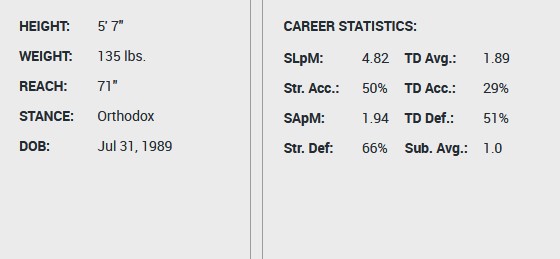 HEIGHT: 5' 7"
WEIGHT: 135 lbs.
REACH: 71"
STANCE: Orthodox
DOB: Jul 31, 1989
CAREER STATISTICS:
SLpM: 4.82 TD Avg.: 1.89
Str. Acc.: 50% TD Acc.: 29%
SApM: 1.94 TD Def.: 51%
Str. Def: 66% Sub. Avg.: 1.0